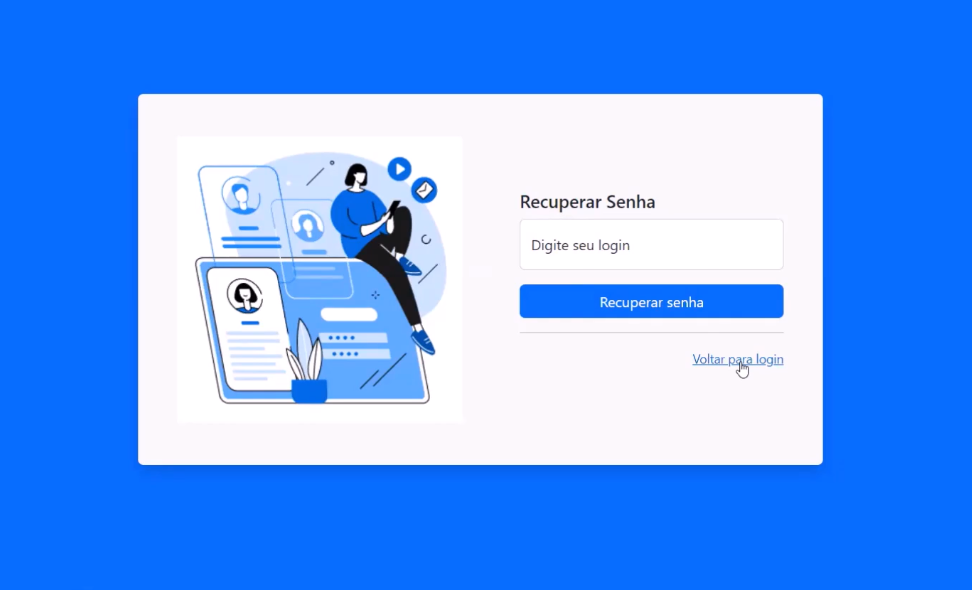 Recuperar Senha
Digite seu login
Recuperar senha
Voltar para login